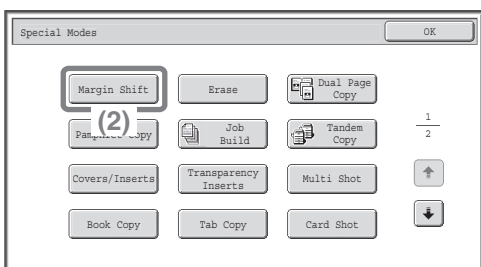 Special Modes
OK
Margin Shift
Erase
Dual Page
Copy
(2)
Pamphlet Copy
Job
Build
Tandem
Copy
1
2
Covers/Inserts
Transparency
Inserts
Multi Shot
Book Copy
Tab Copy
Card Shot